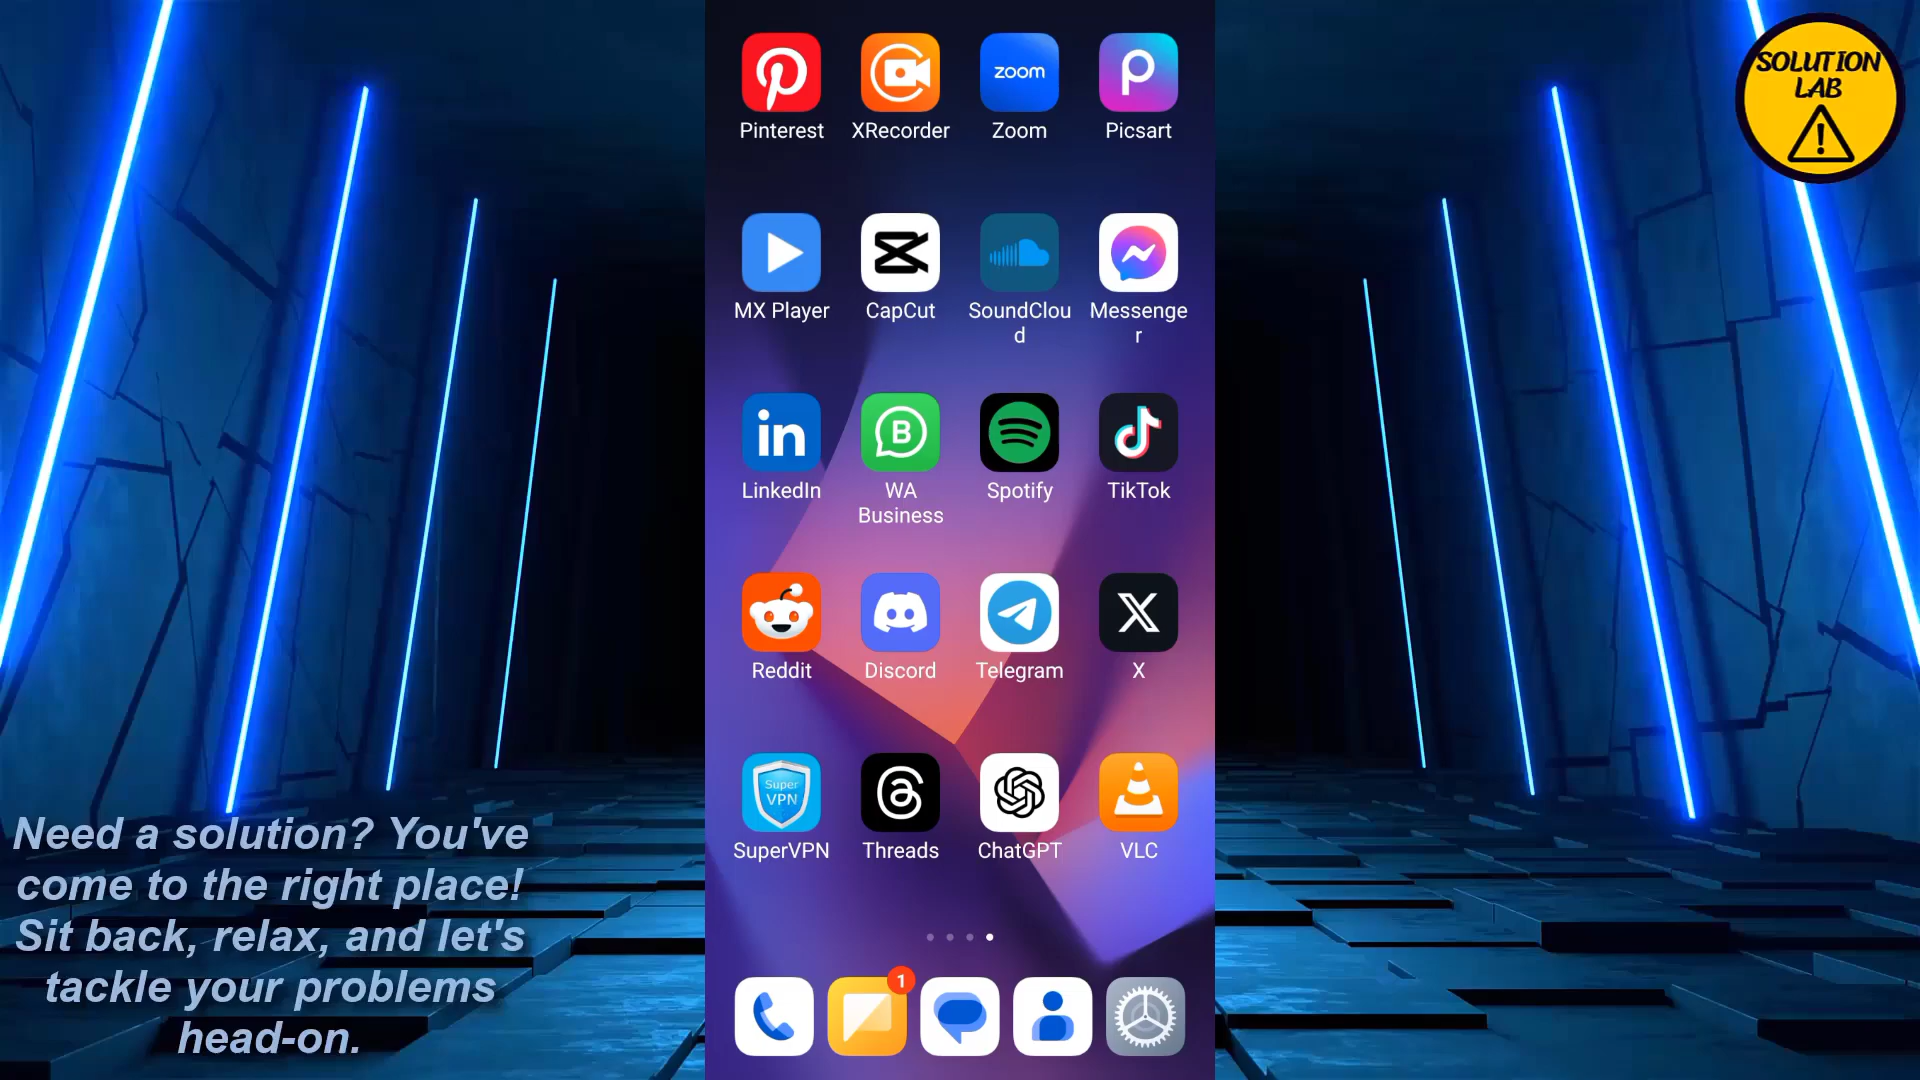 SOLUTION
LAB
zoom
Pinterest
XRecorder
Zoom
Picsart
MX Player
CapCut
SoundClou
d
Messenge
r
in
B
LinkedIn
WA
Business
Spotify
TikTok
Reddit
Discord
Telegram
X
Super
VPN
SuperVPN
Threads
ChatGPT
VLC
1
Need a solution? You've
come to the right place!
Sit back, relax, and let's
tackle your problems
head-on.